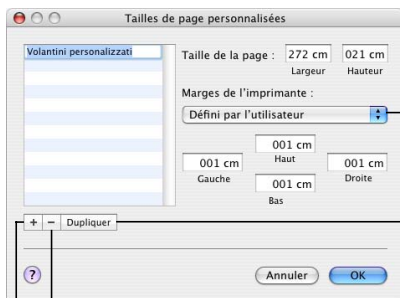 Tailles de page personnalisées
Volantini personalizzati
Taille de la page : 272 cm 021 cm
Largeur Hauteur
Marges de l'imprimante :
Défini par l'utilisateur
001 cm
Haut
001 cm 001 cm
Gauche Droite
001 cm
Bas
+ − Dupliquer
? Annuler OK